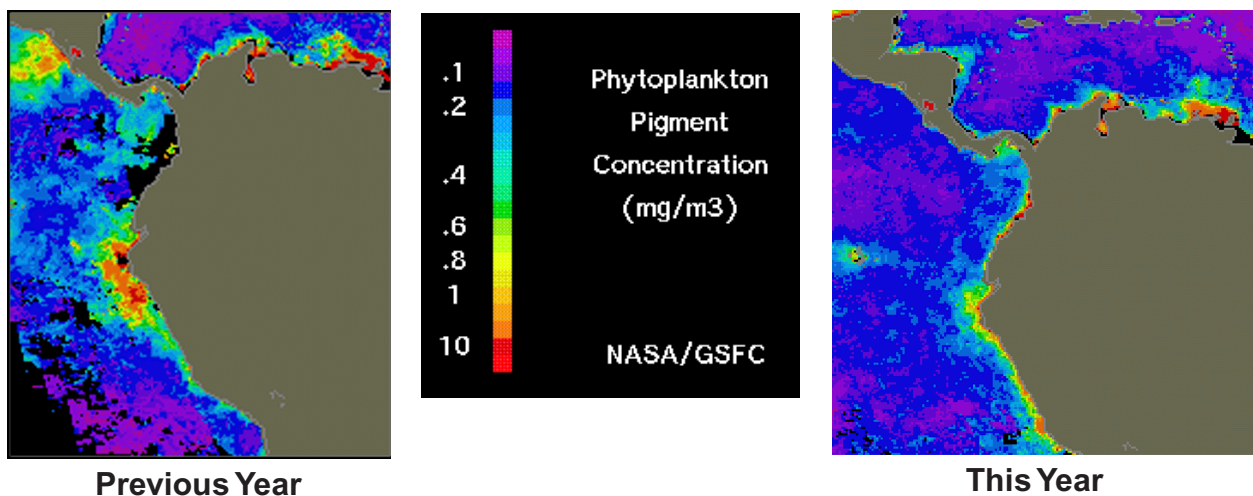 .1
.2
.4
.6
.8
1
10
Phytoplankton
Pigment
Concentration
(mg/m3)
NASA/GSFC
Previous Year
This Year